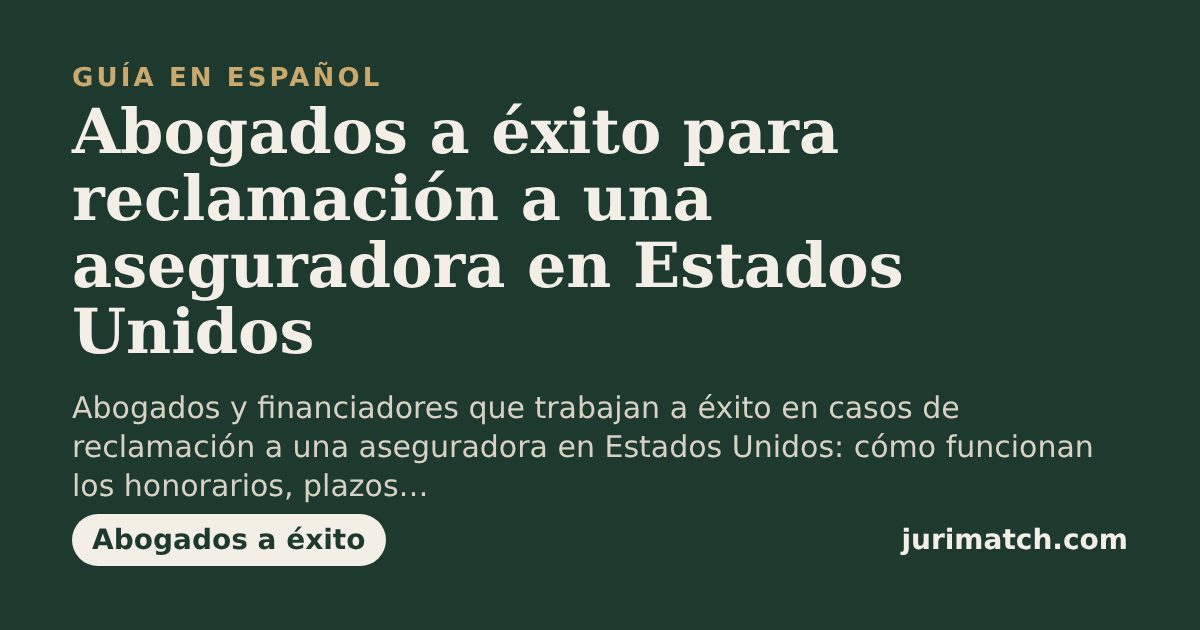 GUÍA EN ESPAÑOL
Abogados a éxito para
reclamación a una
aseguradora en Estados
Unidos
Abogados y financiadores que trabajan a éxito en casos de
reclamación a una aseguradora en Estados Unidos: cómo funcionan
los honorarios, plazos...
Abogados a éxito
jurimatch.com